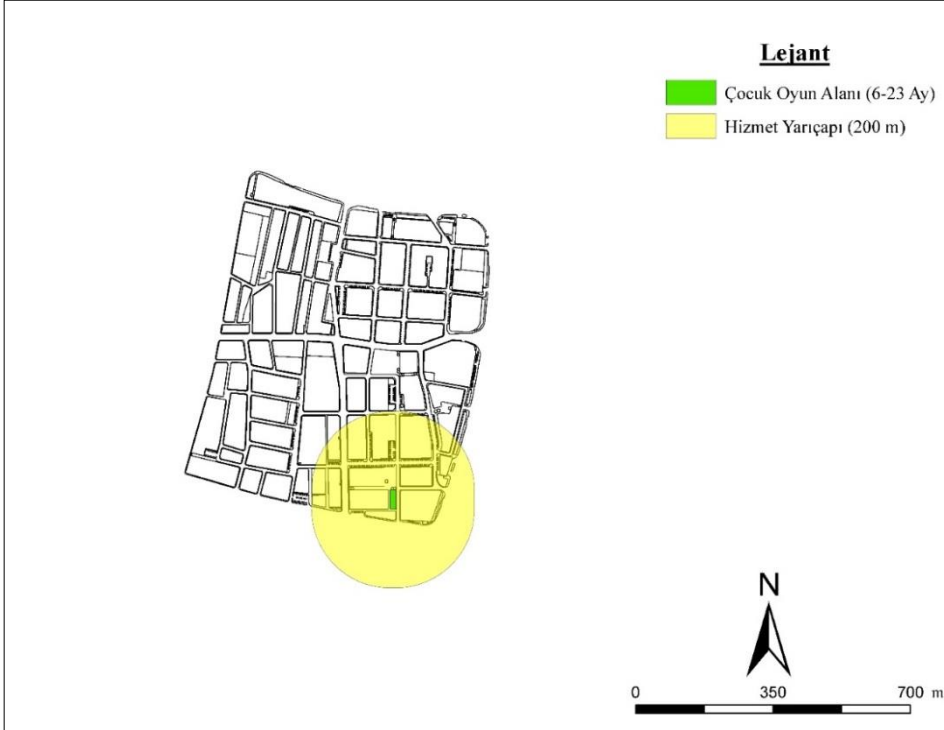 Lejant
Çocuk Oyun Alanı (6-23 Ay)
Hizmet Yarıçapı (200 m)
N
0 350 700 m